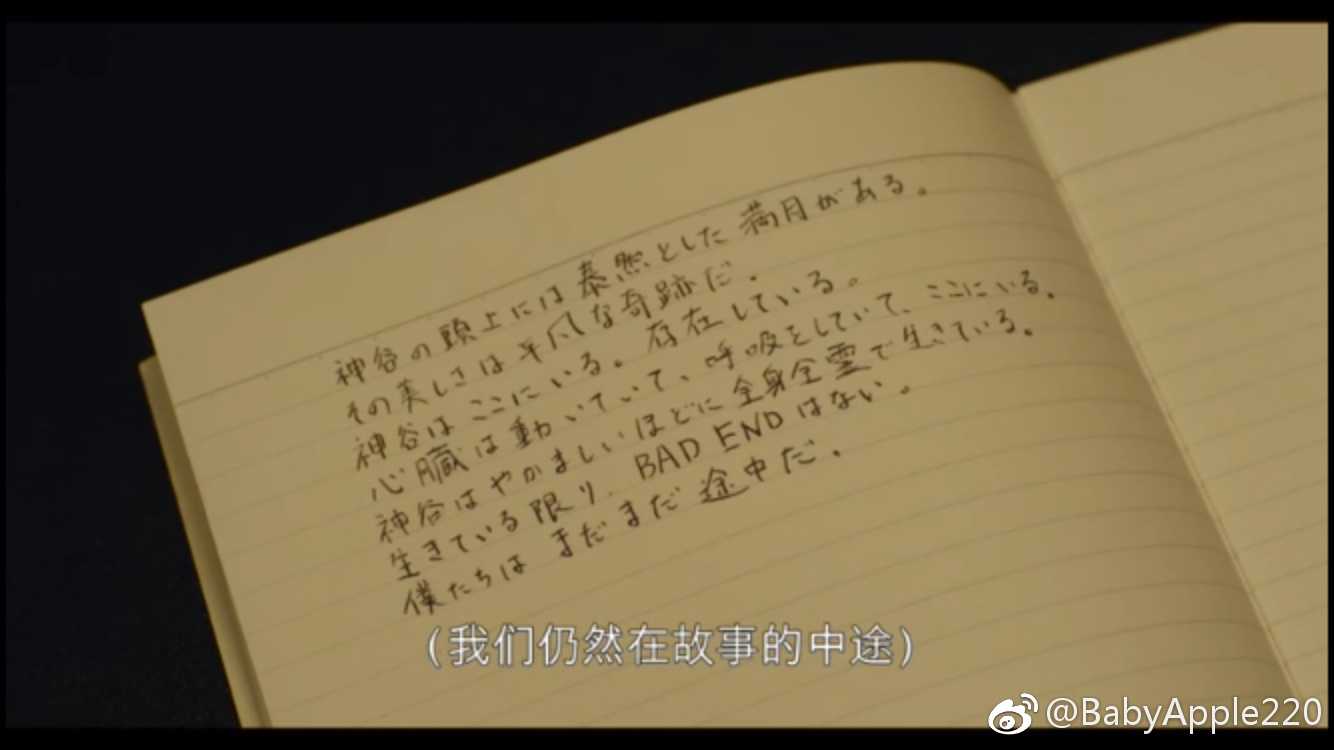 神谷の頭上には泰然とした満月がある。
その美しさは平凡な奇跡だ。
神谷はここにいる。存在している。
心臓は動いていて、呼吸をしていて、ここにいる。
神谷はやかましいほどに全身全霊で生きている。
生きている限り、BAD ENDはない。
僕たちはまだまだ途中だ。
(我们仍然在故事的中途)
@BabyApple220